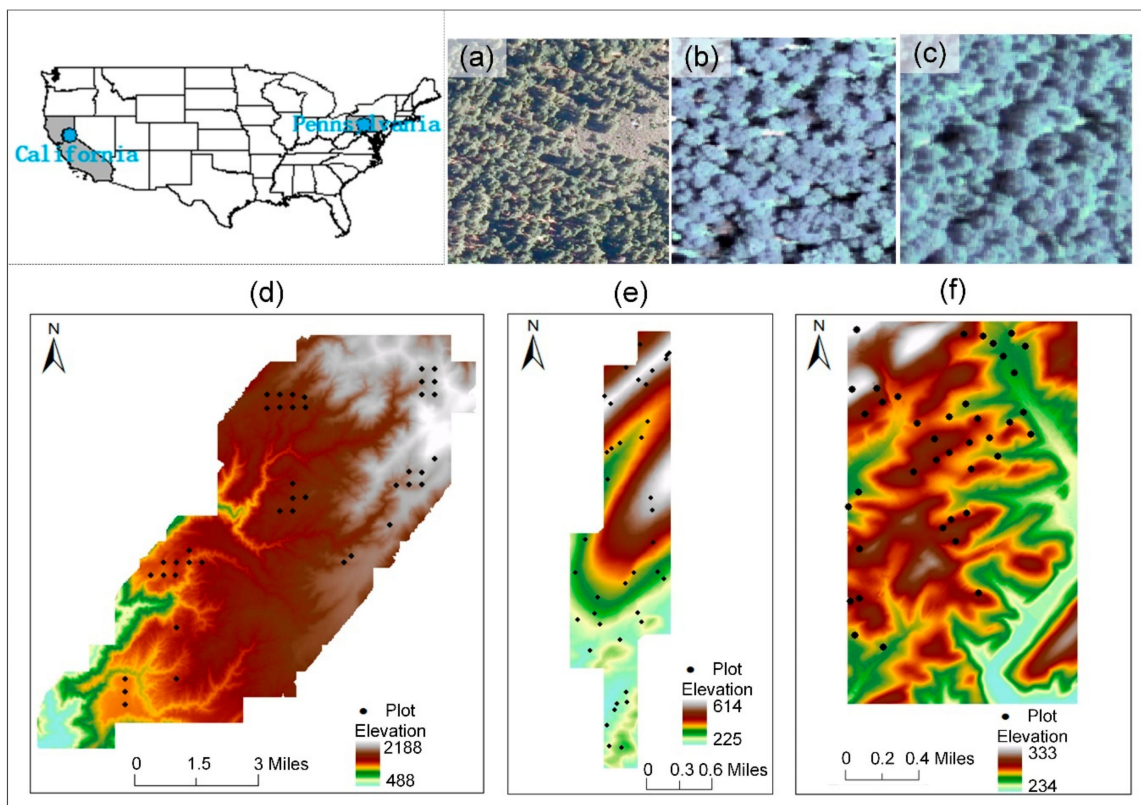 Pennsylvania
California
(a)
(b)
(c)
(d)
(e)
(f)
N
Plot
Elevation
2188
488
0 1.5 3 Miles
N
Plot
Elevation
614
225
0 0.3 0.6 Miles
N
Plot
Elevation
333
234
0 0.2 0.4 Miles